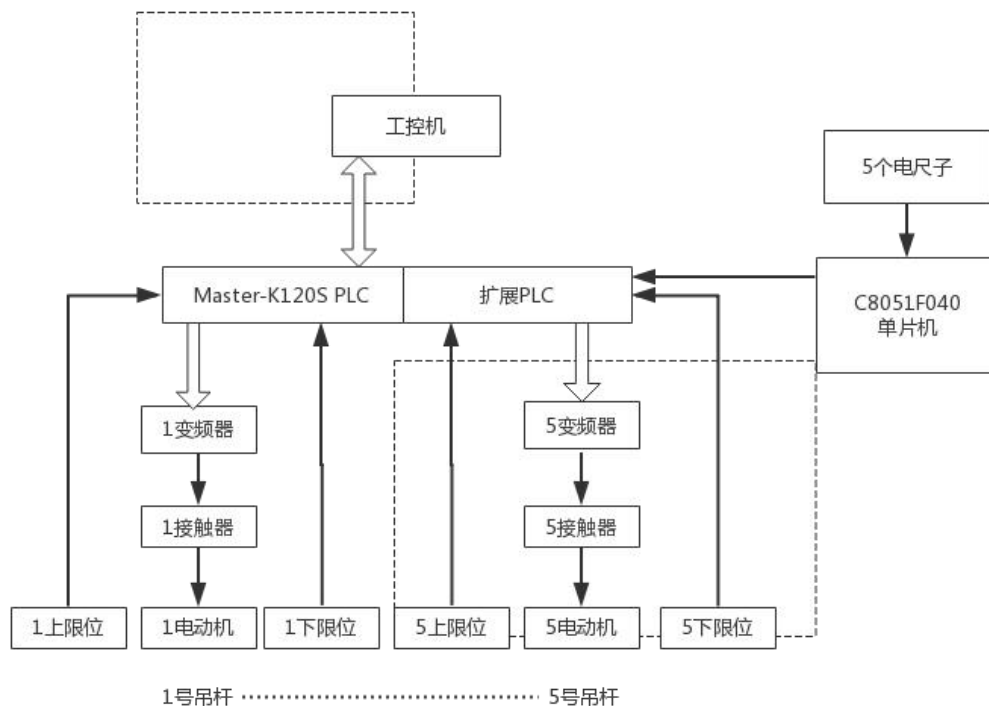 工控机
5个电尺子
Master-K120S PLC
扩展PLC
C8051F040
单片机
1变频器
5变频器
1接触器
5接触器
1上限位
1电动机
1下限位
5上限位
5电动机
5下限位
1号吊杆
5号吊杆